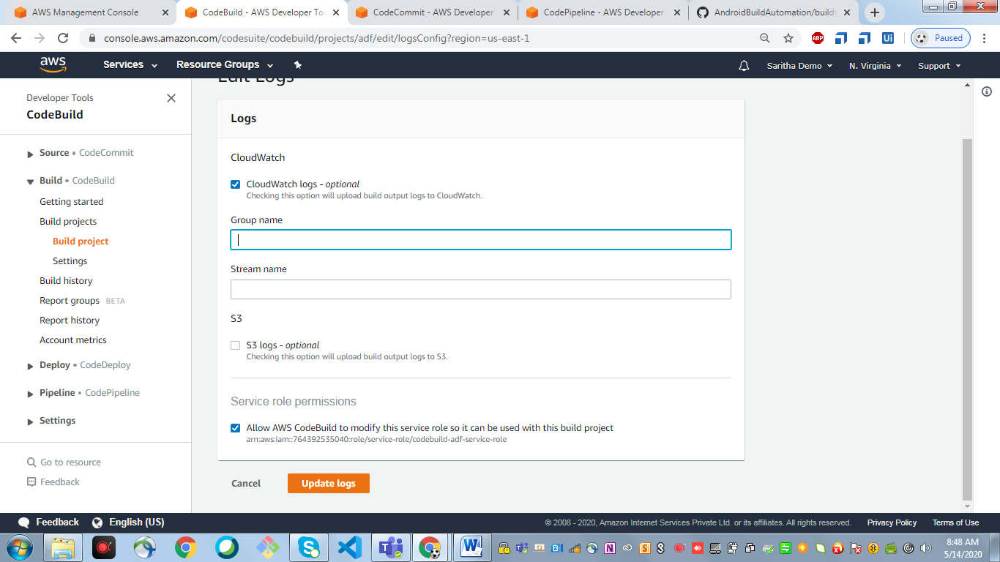 AWS Management Console
CodeBuild - AWS Developer Too
CodeCommit - AWS Developer
CodePipeline - AWS Developer
AndroidBuildAutomation/builds
console.aws.amazon.com/codesuite/codebuild/projects/adf/edit/logsConfig?region=us-east-1
ABP
Ui
Paused
aws
Services
Resource Groups
Saritha Demo
N. Virginia
Support
Developer Tools
CodeBuild
Source • CodeCommit
Build • CodeBuild
Getting started
Build projects
Build project
Settings
Build history
Report groups BETA
Report history
Account metrics
Deploy • CodeDeploy
Pipeline • CodePipeline
Settings
Go to resource
Feedback
Edit Logs
Logs
CloudWatch
CloudWatch logs - optional
Checking this option will upload build output logs to CloudWatch.
Group name
Stream name
S3
S3 logs - optional
Checking this option will upload build output logs to S3.
Service role permissions
Allow AWS CodeBuild to modify this service role so it can be used with this build project
arn:aws:iam::764392535040:role/service-role/codebuild-adf-service-role
Cancel
Update logs
Feedback
English (US)
© 2008 - 2020, Amazon Internet Services Private Ltd. or its affiliates. All rights reserved.
Privacy Policy
Terms of Use
8:48 AM
5/14/2020